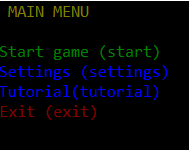 MAIN MENU
Start game (start)
Settings (settings)
Tutorial(tutorial)
Exit (exit)